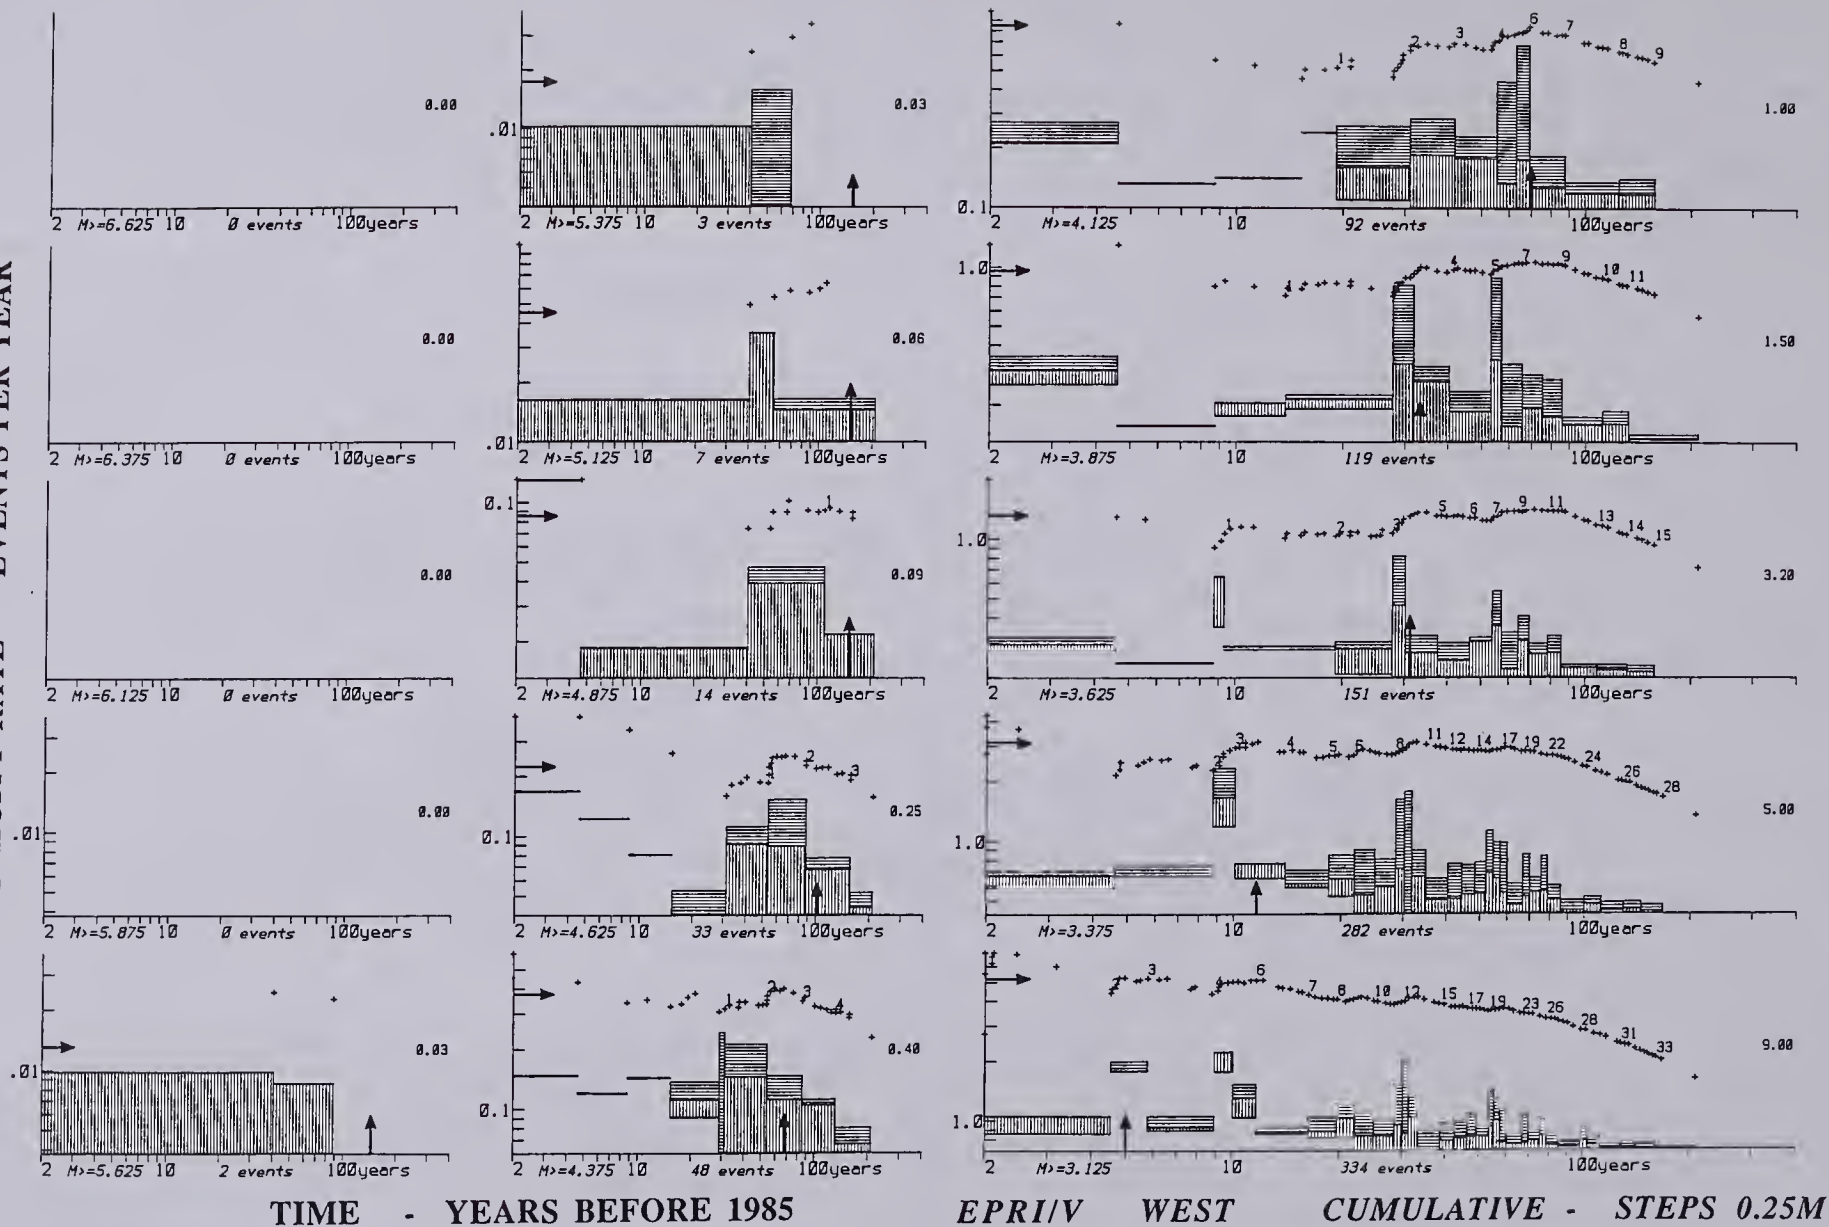 EVENTS PER YEAR
0.00
2 M>=6.625 10 0 events 100years
.01
0.03
2 M>=5.375 10 3 events 100years
0.1
1 2 3 4 6 7 8 9
1.00
2 M>=4.125 10 92 events 100years
0.00
2 M>=6.375 10 0 events 100years
.01
0.06
2 M>=5.125 10 7 events 100years
1.0
4 5 7 9 10 11
1.50
2 M>=3.875 10 119 events 100years
0.00
2 M>=6.125 10 0 events 100years
0.1
1
0.09
2 M>=4.875 10 14 events 100years
1.0
1 2 3 5 6 7 9 11 13 14 15
3.20
2 M>=3.625 10 151 events 100years
.01
0.00
2 M>=5.875 10 0 events 100years
0.1
2 3
0.25
2 M>=4.625 10 33 events 100years
1.0
2 3 4 5 6 8 11 12 14 17 19 22 24 26 28
5.00
2 M>=3.375 10 282 events 100years
.01
0.03
2 M>=5.625 10 2 events 100years
0.1
1 2 3 4
0.40
2 M>=4.375 10 48 events 100years
1.0
3 6 7 8 10 12 15 17 19 23 26 28 31 33
9.00
2 M>=3.125 10 334 events 100years
TIME - YEARS BEFORE 1985 EPRI/V WEST CUMULATIVE - STEPS 0.25M